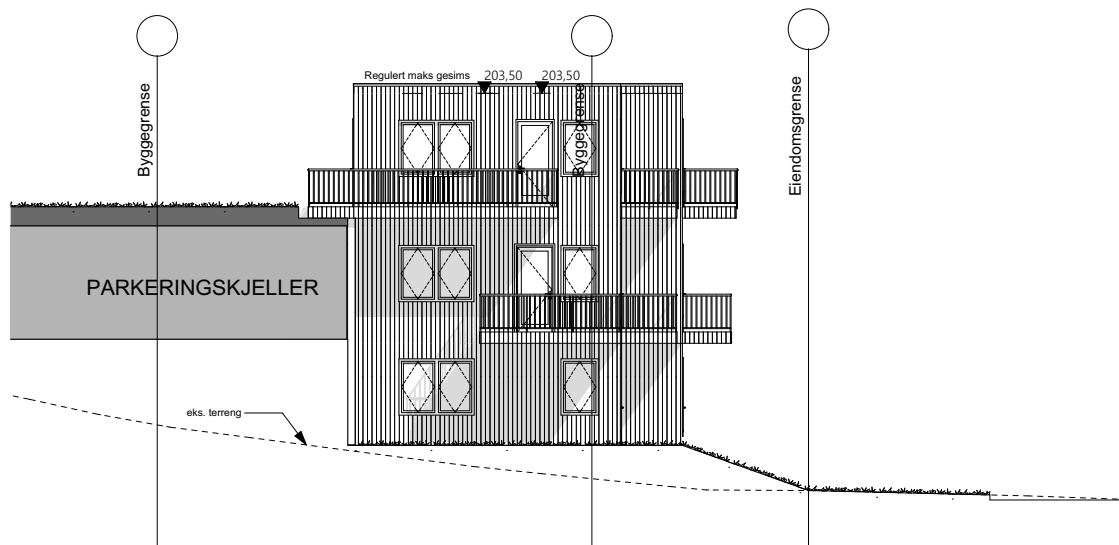 Regulert maks gesims 203,50 203,50
Byggegrense
Byggegrense
Eiendomsgrense
PARKERINGSKJELLER
eks. terreng